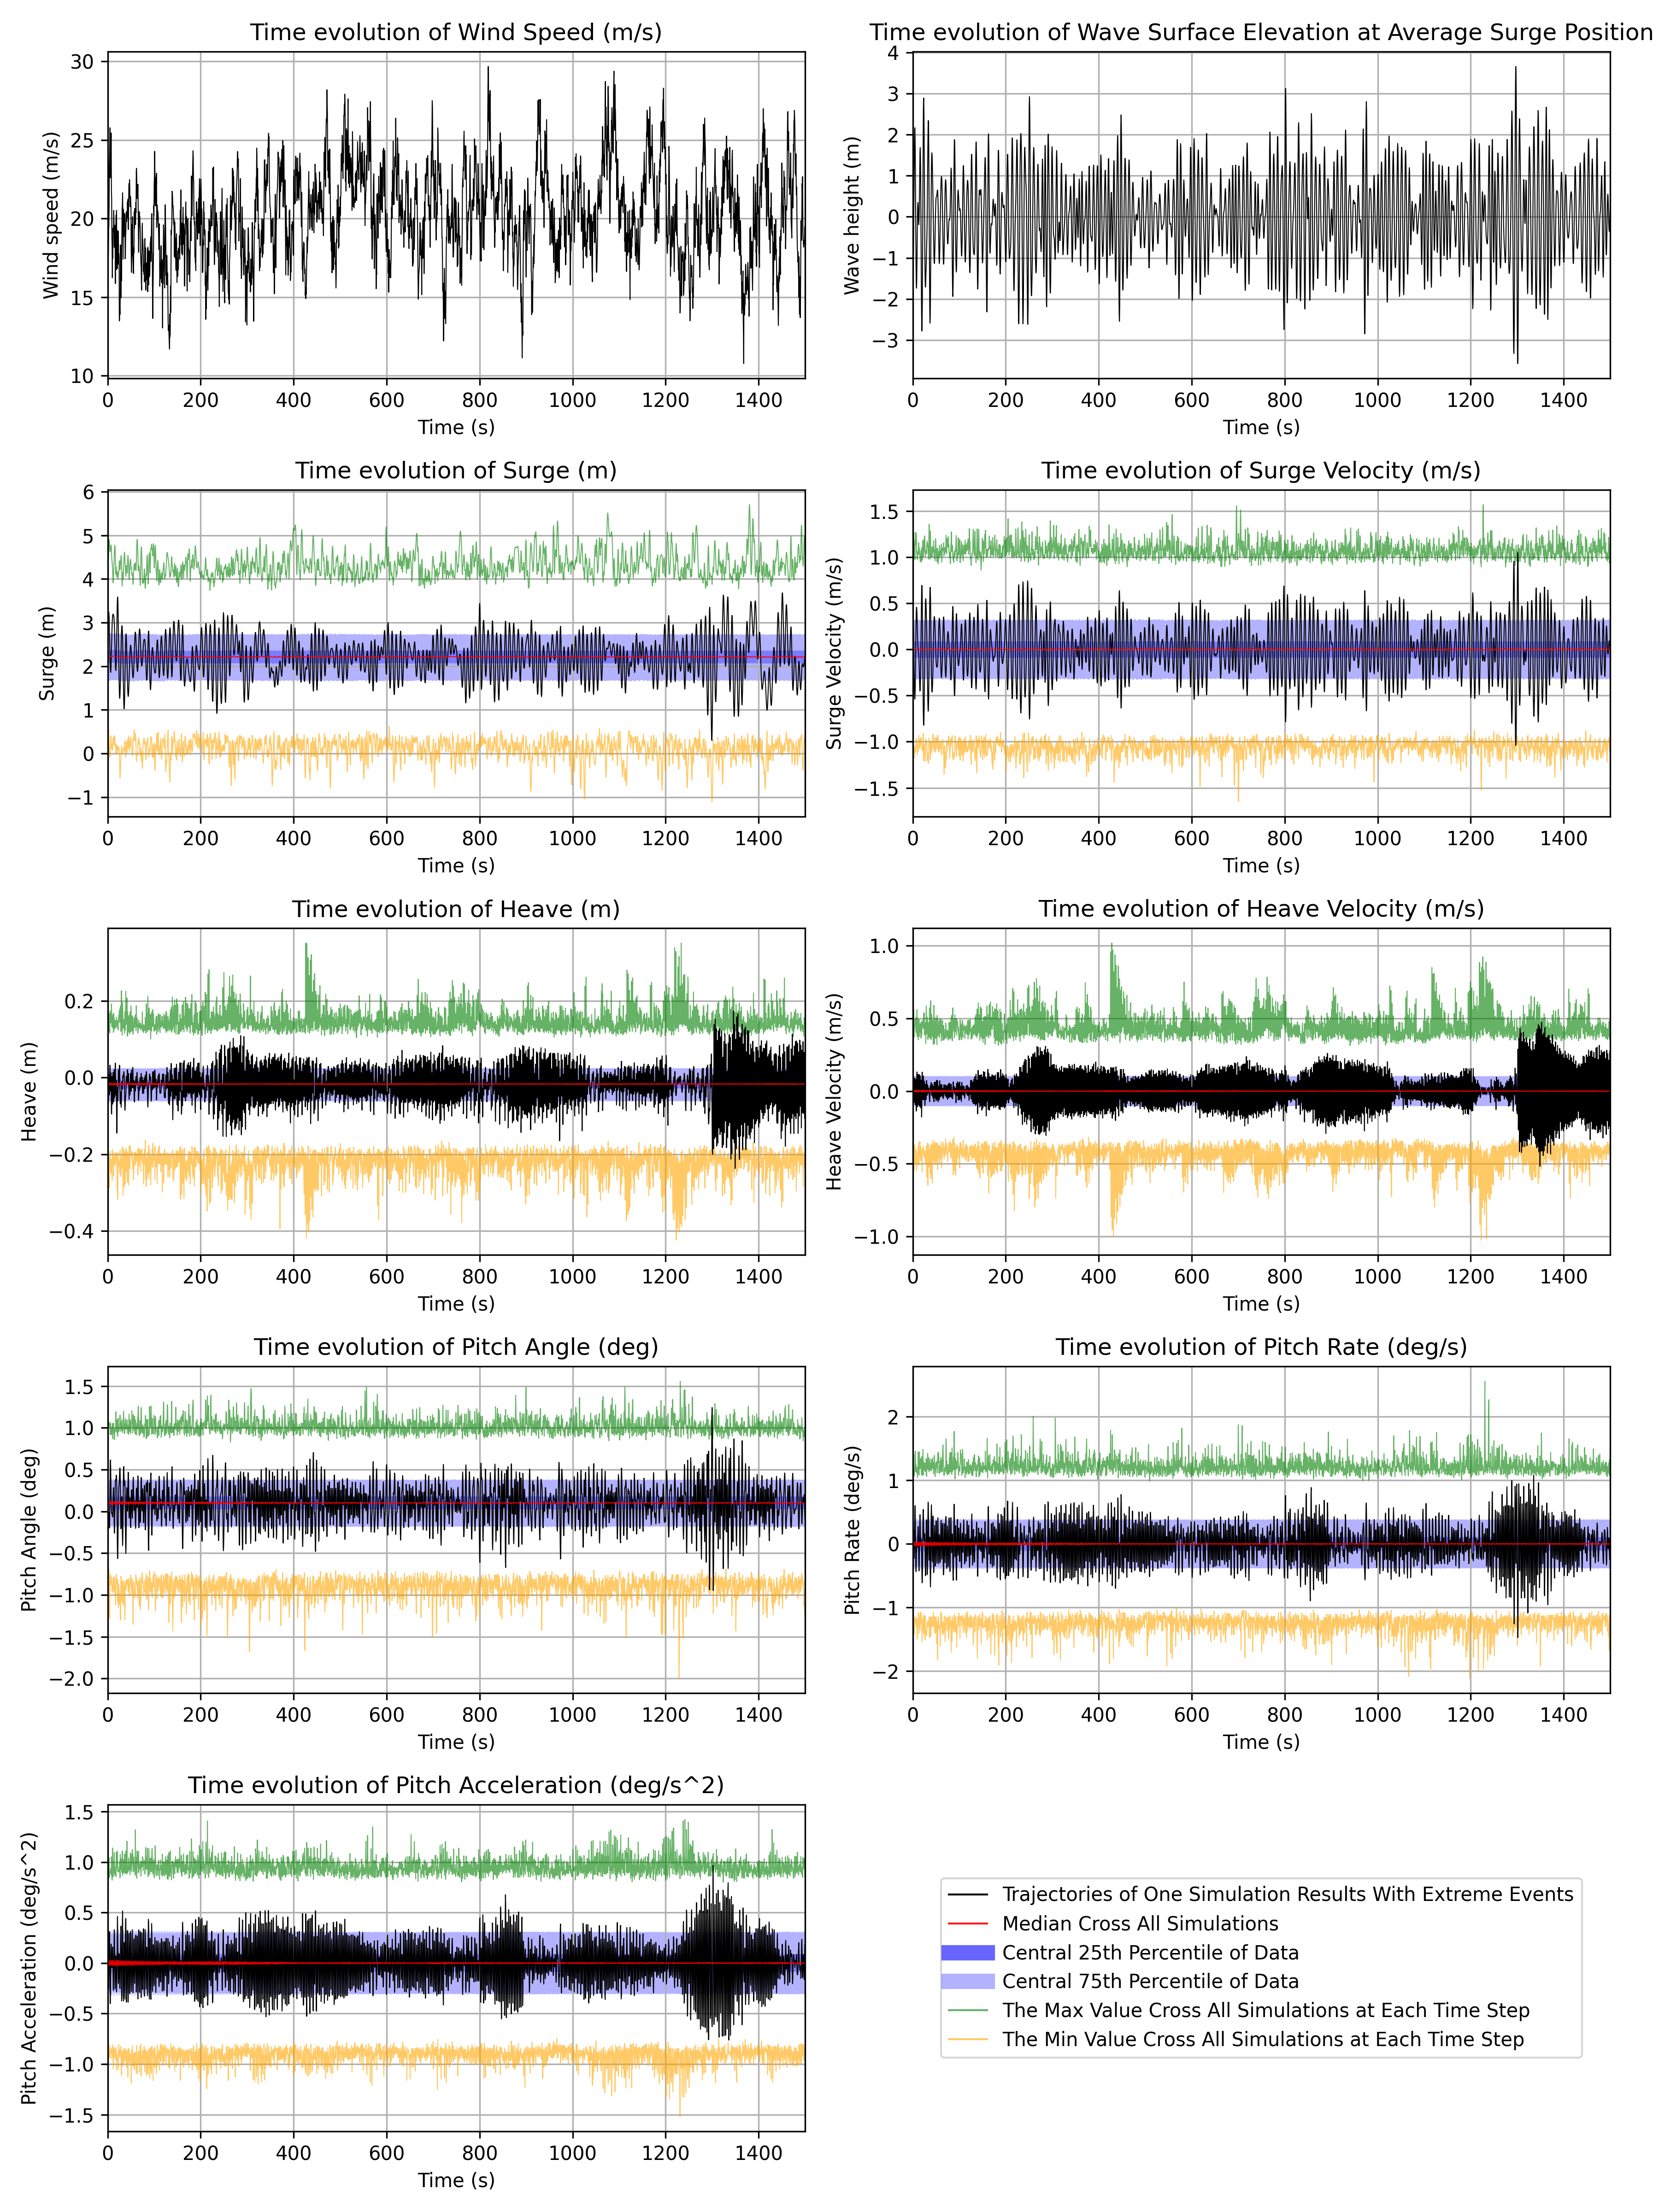 Time evolution of Wind Speed (m/s)
30
25
20
15
10
Wind speed (m/s)
0 200 400 600 800 1000 1200 1400
Time (s)
Time evolution of Wave Surface Elevation at Average Surge Position
4
3
2
1
0
−1
−2
−3
Wave height (m)
0 200 400 600 800 1000 1200 1400
Time (s)
Time evolution of Surge (m)
6
5
4
3
2
1
0
−1
Surge (m)
0 200 400 600 800 1000 1200 1400
Time (s)
Time evolution of Surge Velocity (m/s)
1.5
1.0
0.5
0.0
−0.5
−1.0
−1.5
Surge Velocity (m/s)
0 200 400 600 800 1000 1200 1400
Time (s)
Time evolution of Heave (m)
0.2
0.0
−0.2
−0.4
Heave (m)
0 200 400 600 800 1000 1200 1400
Time (s)
Time evolution of Heave Velocity (m/s)
1.0
0.5
0.0
−0.5
−1.0
Heave Velocity (m/s)
0 200 400 600 800 1000 1200 1400
Time (s)
Time evolution of Pitch Angle (deg)
1.5
1.0
0.5
0.0
−0.5
−1.0
−1.5
−2.0
Pitch Angle (deg)
0 200 400 600 800 1000 1200 1400
Time (s)
Time evolution of Pitch Rate (deg/s)
2
1
0
−1
−2
Pitch Rate (deg/s)
0 200 400 600 800 1000 1200 1400
Time (s)
Time evolution of Pitch Acceleration (deg/s^2)
1.5
1.0
0.5
0.0
−0.5
−1.0
−1.5
Pitch Acceleration (deg/s^2)
0 200 400 600 800 1000 1200 1400
Time (s)
Trajectories of One Simulation Results With Extreme Events
Median Cross All Simulations
Central 25th Percentile of Data
Central 75th Percentile of Data
The Max Value Cross All Simulations at Each Time Step
The Min Value Cross All Simulations at Each Time Step